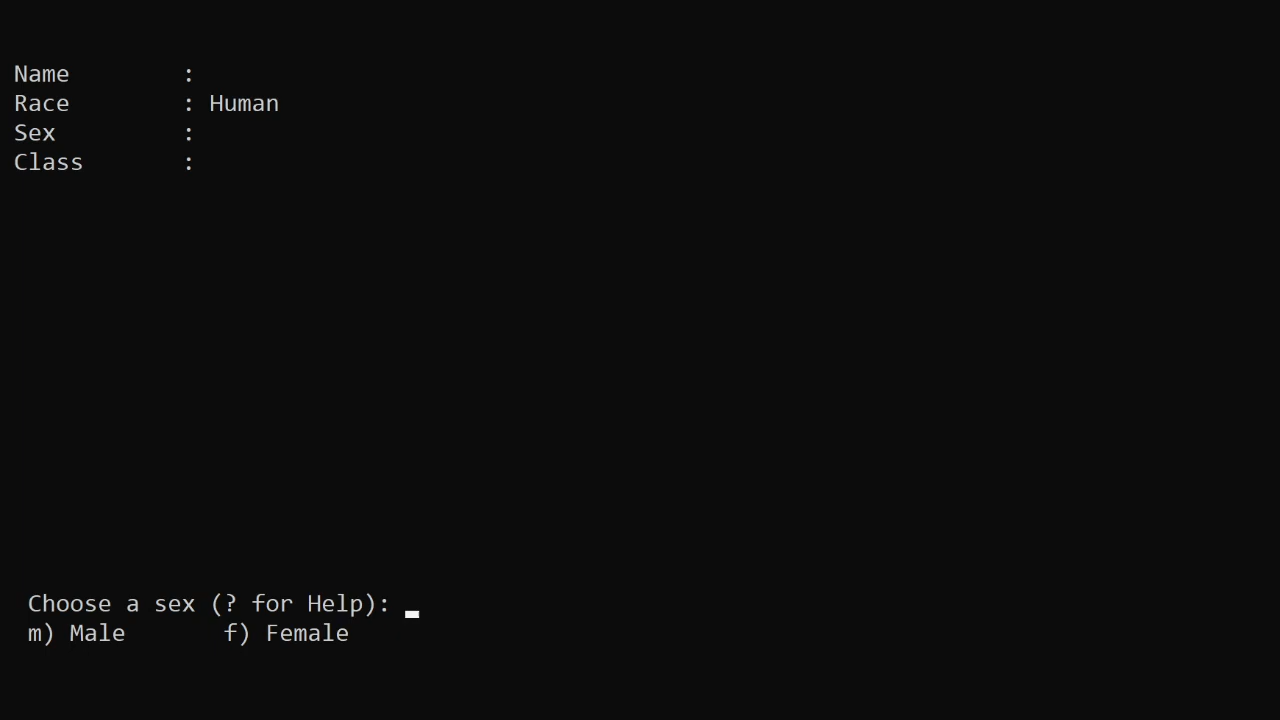 Name :
Race : Human
Sex :
Class :
Choose a sex (? for Help):
m) Male f) Female